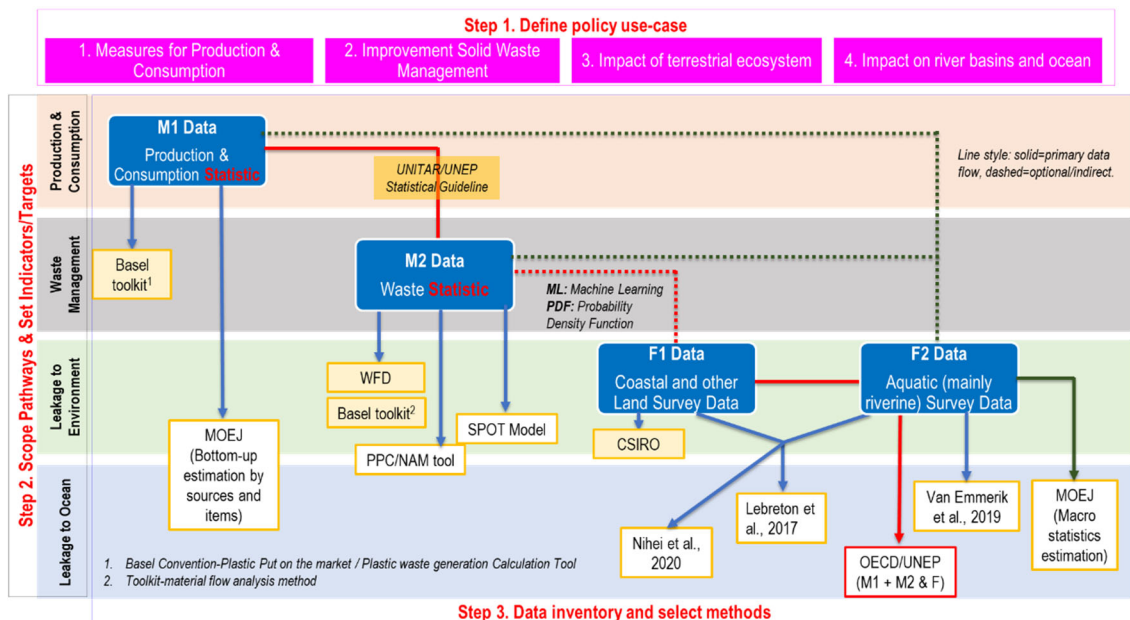 Step 1. Define policy use-case
1. Measures for Production &
Consumption
2. Improvement Solid Waste
Management
3. Impact of terrestrial ecosystem
4. Impact on river basins and ocean
Step 2. Scope Pathways & Set Indicators/Targets
Production &
Consumption
M1 Data
Production &
Consumption Statistic
UNITAR/UNEP
Statistical Guideline
Line style: solid=primary data
flow, dashed=optional/indirect.
Waste
Management
Basel
toolkit1
M2 Data
Waste Statistic
ML: Machine Learning
PDF: Probability
Density Function
Leakage to
Environment
F1 Data
Coastal and other
Land Survey Data
F2 Data
Aquatic (mainly
riverine) Survey Data
WFD
Basel toolkit2
SPOT Model
PPC/NAM tool
CSIRO
MOEJ
(Bottom-up
estimation by
sources and
items)
Leakage to Ocean
Nihei et al.,
2020
Lebreton et
al., 2017
Van Emmerik
et al., 2019
MOEJ
(Macro
statistics
estimation)
OECD/UNEP
(M1 + M2 & F)
1. Basel Convention-Plastic Put on the market / Plastic waste generation Calculation Tool
2. Toolkit-material flow analysis method
Step 3. Data inventory and select methods